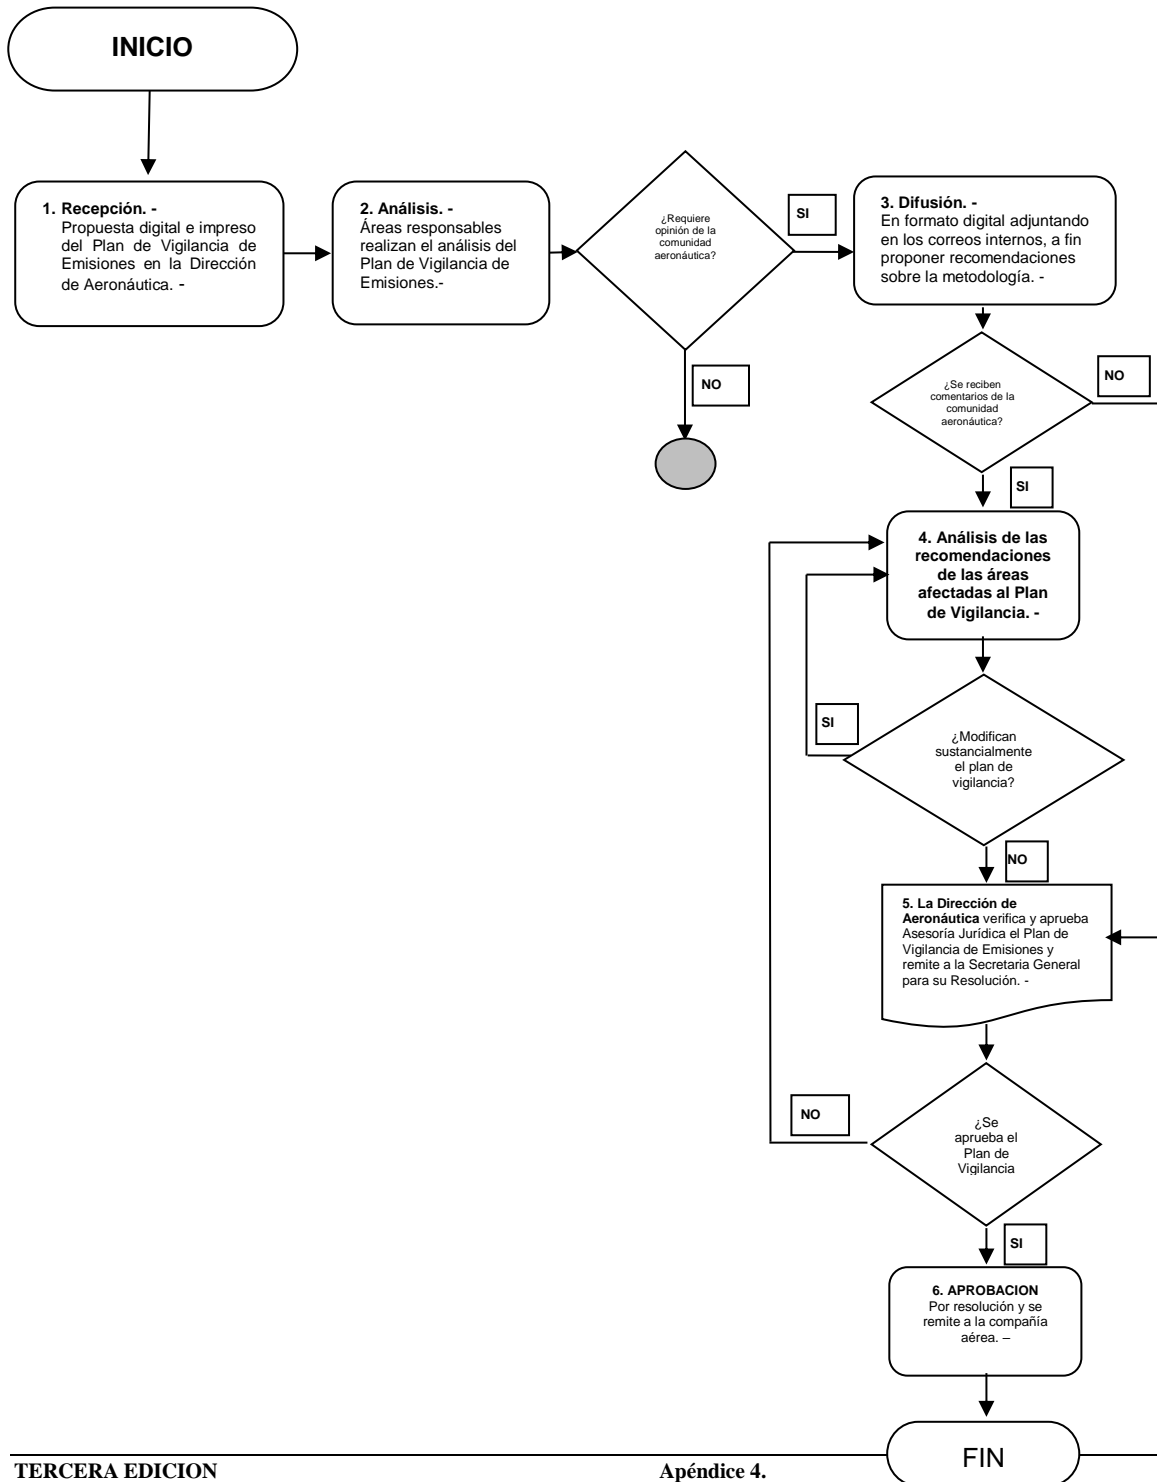 INICIO
1. Recepción. -
Propuesta digital e impreso
del Plan de Vigilancia de
Emisiones en la Dirección
de Aeronáutica. -
2. Análisis. -
Áreas responsables
realizan el análisis del
Plan de Vigilancia de
Emisiones.-
¿Requiere
opinión de la
comunidad
aeronáutica?
SI
NO
3. Difusión. -
En formato digital adjuntando
en los correos internos, a fin
proponer recomendaciones
sobre la metodología. -
¿Se reciben
comentarios de la
comunidad
aeronáutica?
NO
SI
4. Análisis de las
recomendaciones
de las áreas
afectadas al Plan
de Vigilancia. -
SI
¿Modifican
sustancialmente
el plan de
vigilancia?
NO
5. La Dirección de
Aeronáutica verifica y aprueba
Asesoría Jurídica el Plan de
Vigilancia de Emisiones y
remite a la Secretaria General
para su Resolución. -
NO
¿Se
aprueba el
Plan de
Vigilancia
SI
6. APROBACION
Por resolución y se
remite a la compañía
aérea. –
FIN
TERCERA EDICION
Apéndice 4.